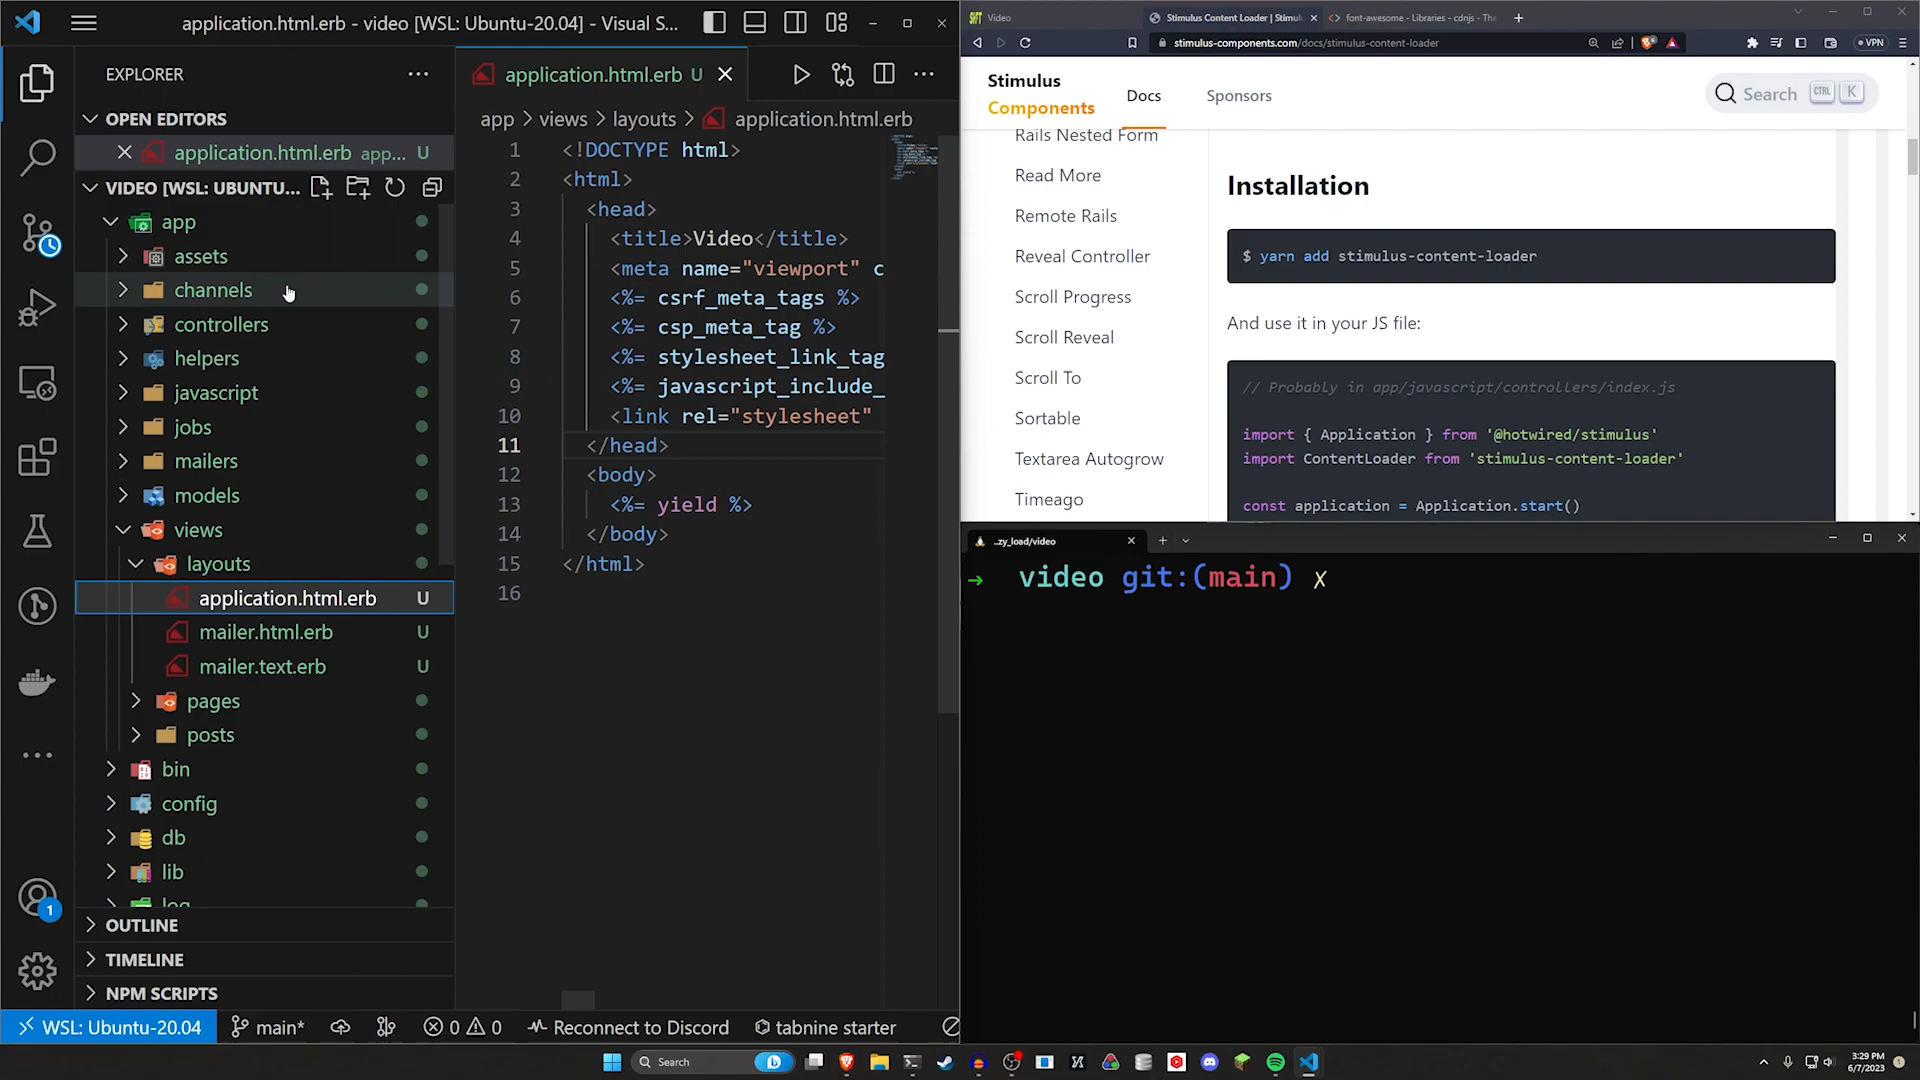 application.html.erb - video [WSL: Ubuntu-20.04] - Visual S...
EXPLORER
OPEN EDITORS
application.html.erb app... U
VIDEO [WSL: UBUNTU...
app
assets
channels
controllers
helpers
javascript
jobs
mailers
models
views
layouts
application.html.erb U
mailer.html.erb U
mailer.text.erb U
pages
posts
bin
config
db
lib
log
OUTLINE
TIMELINE
NPM SCRIPTS
1
application.html.erb U
app > views > layouts > application.html.erb
1 <!DOCTYPE html>
2 <html>
3 <head>
4 <title>Video</title>
5 <meta name="viewport" c
6 <%= csrf_meta_tags %>
7 <%= csp_meta_tag %>
8 <%= stylesheet_link_tag
9 <%= javascript_include_
10 <link rel="stylesheet"
11 </head>
12 <body>
13 <%= yield %>
14 </body>
15 </html>
16
WSL: Ubuntu-20.04 main* 0 0 Reconnect to Discord tabnine starter
Video
Stimulus Content Loader | Stimul
font-awesome - Libraries - cdnjs - The
stimulus-components.com/docs/stimulus-content-loader
VPN
Stimulus
Components
Docs
Sponsors
Search CTRL K
Rails Nested Form
Read More
Remote Rails
Reveal Controller
Scroll Progress
Scroll Reveal
Scroll To
Sortable
Textarea Autogrow
Timeago
Installation
$ yarn add stimulus-content-loader
And use it in your JS file:
// Probably in app/javascript/controllers/index.js
import { Application } from '@hotwired/stimulus'
import ContentLoader from 'stimulus-content-loader'
const application = Application.start()
..zy_load/video
➜ video git:(main) ✗
Search
3:29 PM
6/7/2023